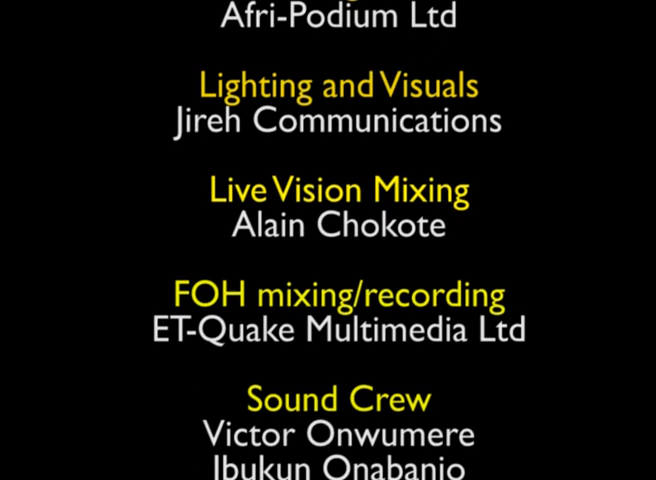 Afri-Podium Ltd
Lighting and Visuals
Jireh Communications
Live Vision Mixing
Alain Chokote
FOH mixing/recording
ET-Quake Multimedia Ltd
Sound Crew
Victor Onwumere
Ibukun Onabanjo